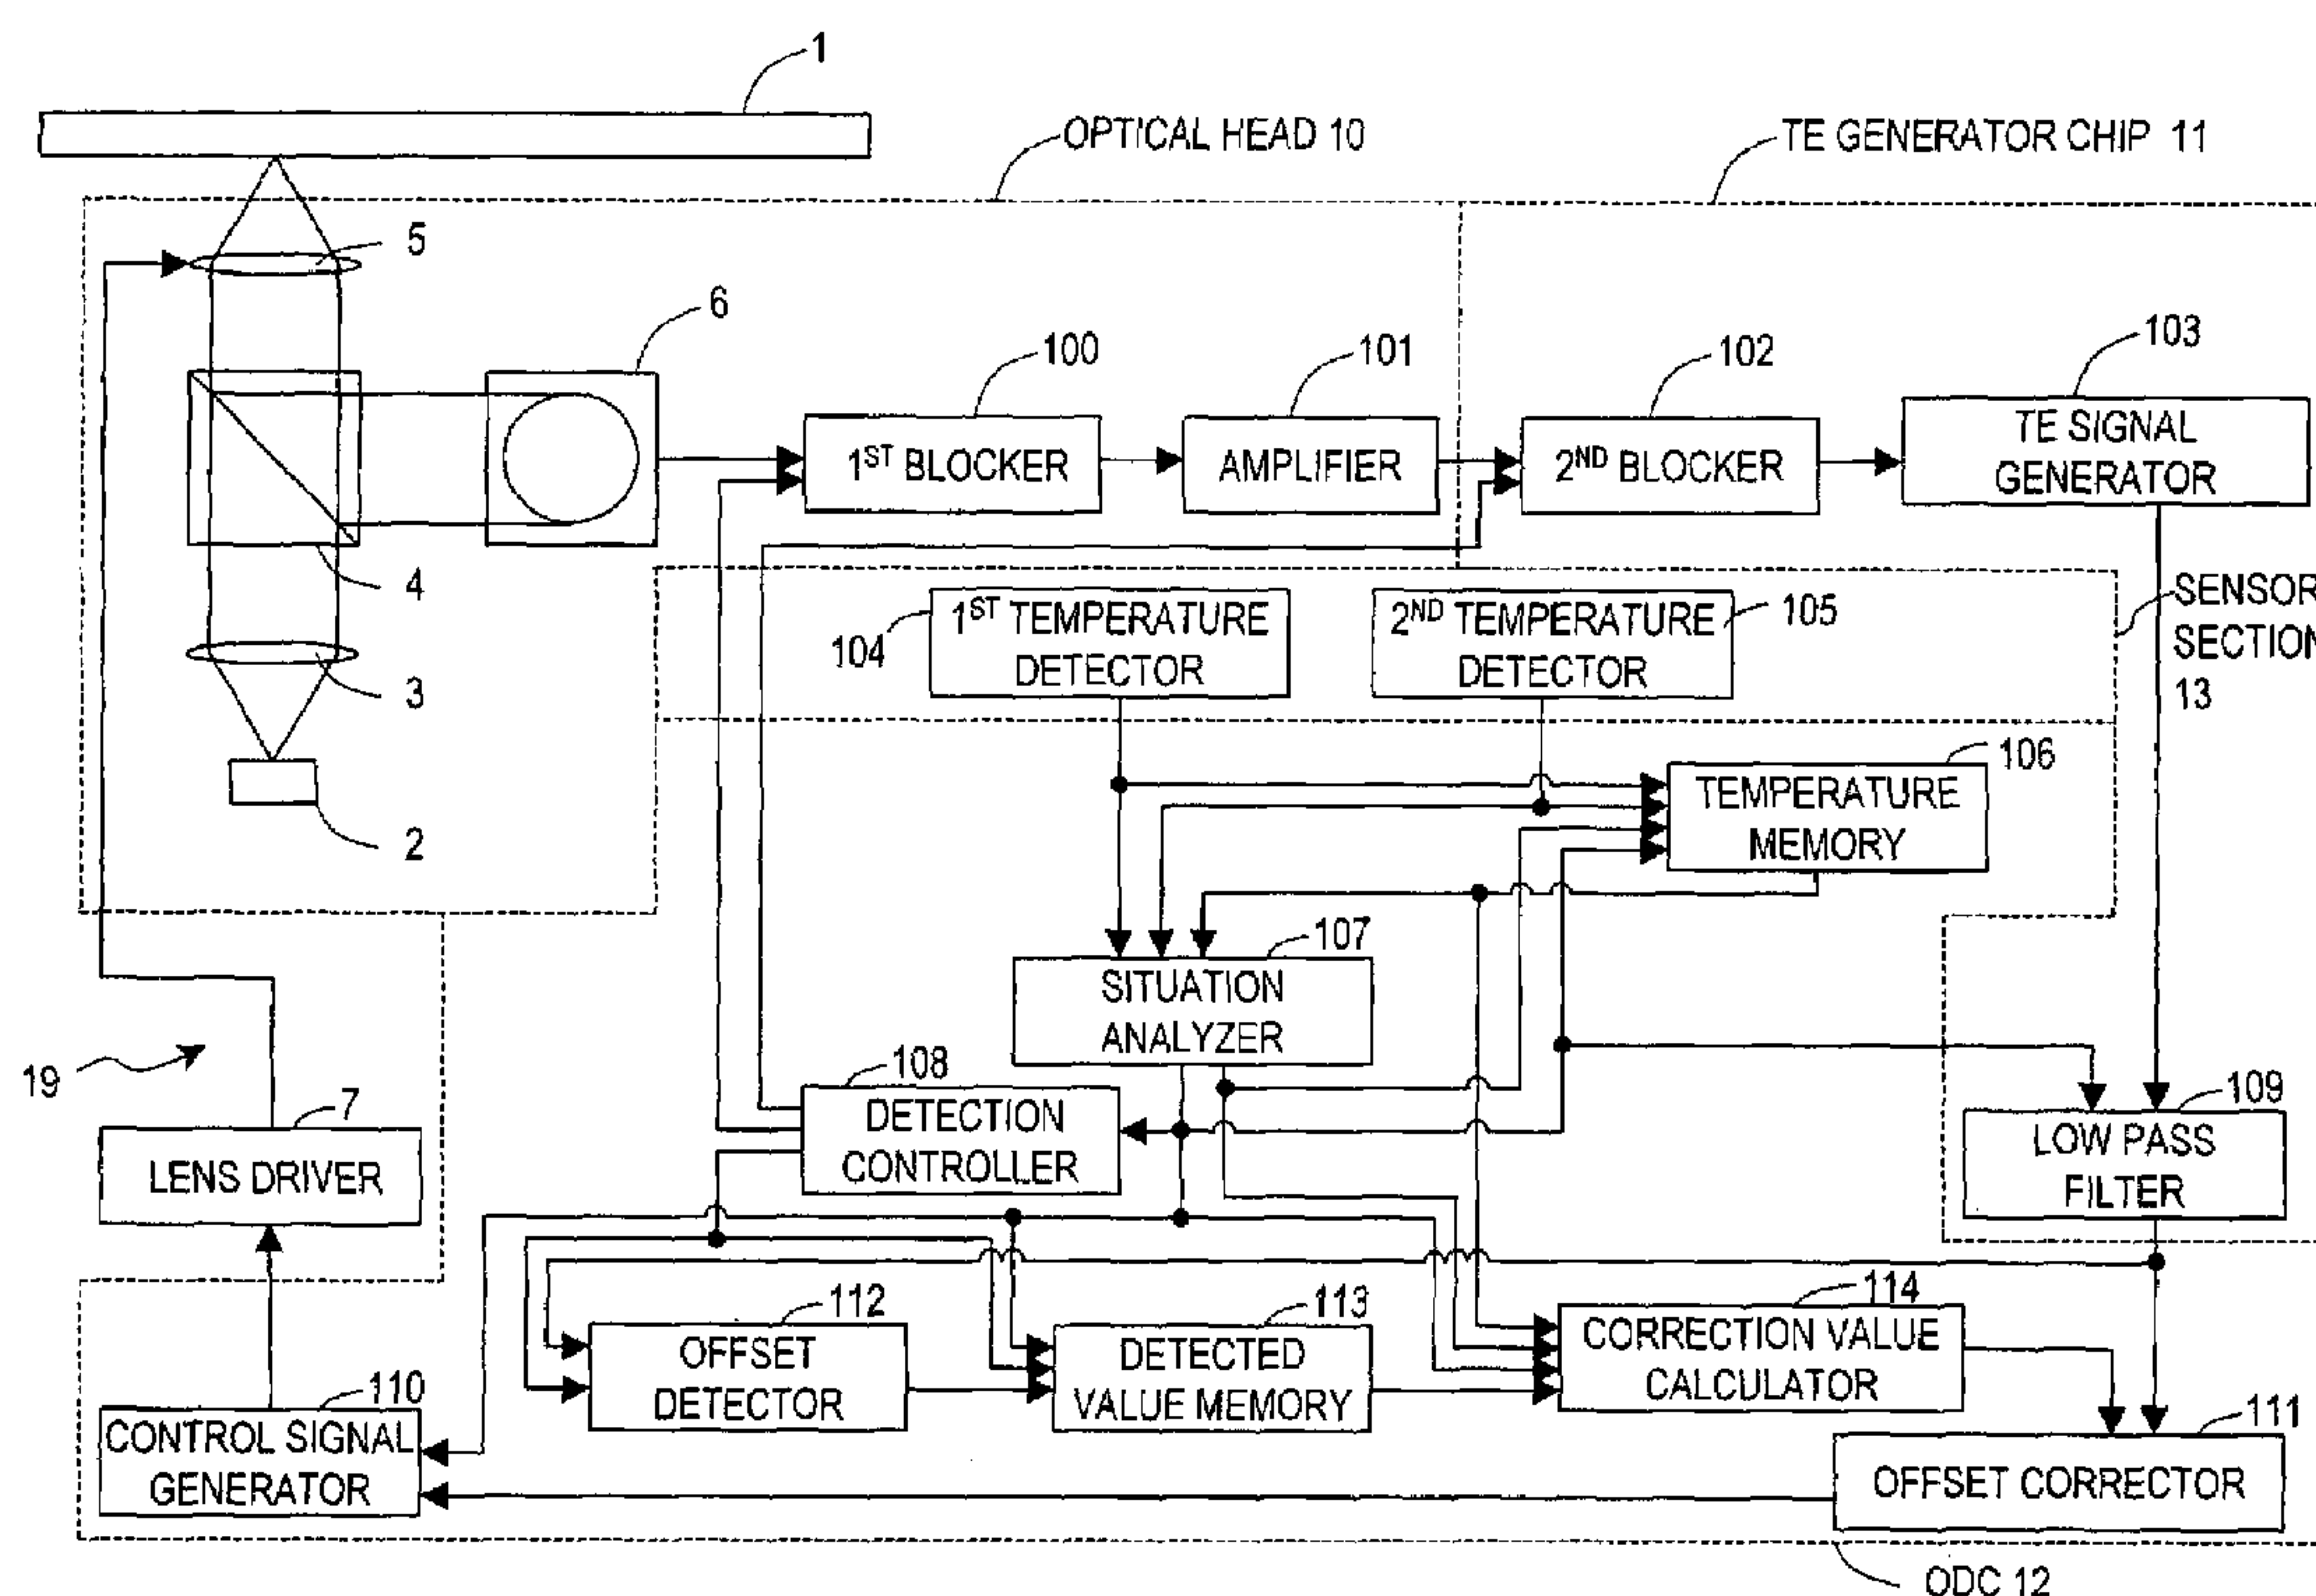 1
OPTICAL HEAD 10
TE GENERATOR CHIP 11
5
6
100
101
102
103
1ST BLOCKER
AMPLIFIER
2ND BLOCKER
TE SIGNAL
GENERATOR
4
3
2
104
1ST TEMPERATURE
DETECTOR
2ND TEMPERATURE
DETECTOR
105
SENSOR
SECTION
13
106
TEMPERATURE
MEMORY
107
SITUATION
ANALYZER
19
7
LENS DRIVER
108
DETECTION
CONTROLLER
109
LOW PASS
FILTER
112
OFFSET
DETECTOR
113
DETECTED
VALUE MEMORY
114
CORRECTION VALUE
CALCULATOR
110
CONTROL SIGNAL
GENERATOR
111
OFFSET CORRECTOR
ODC 12